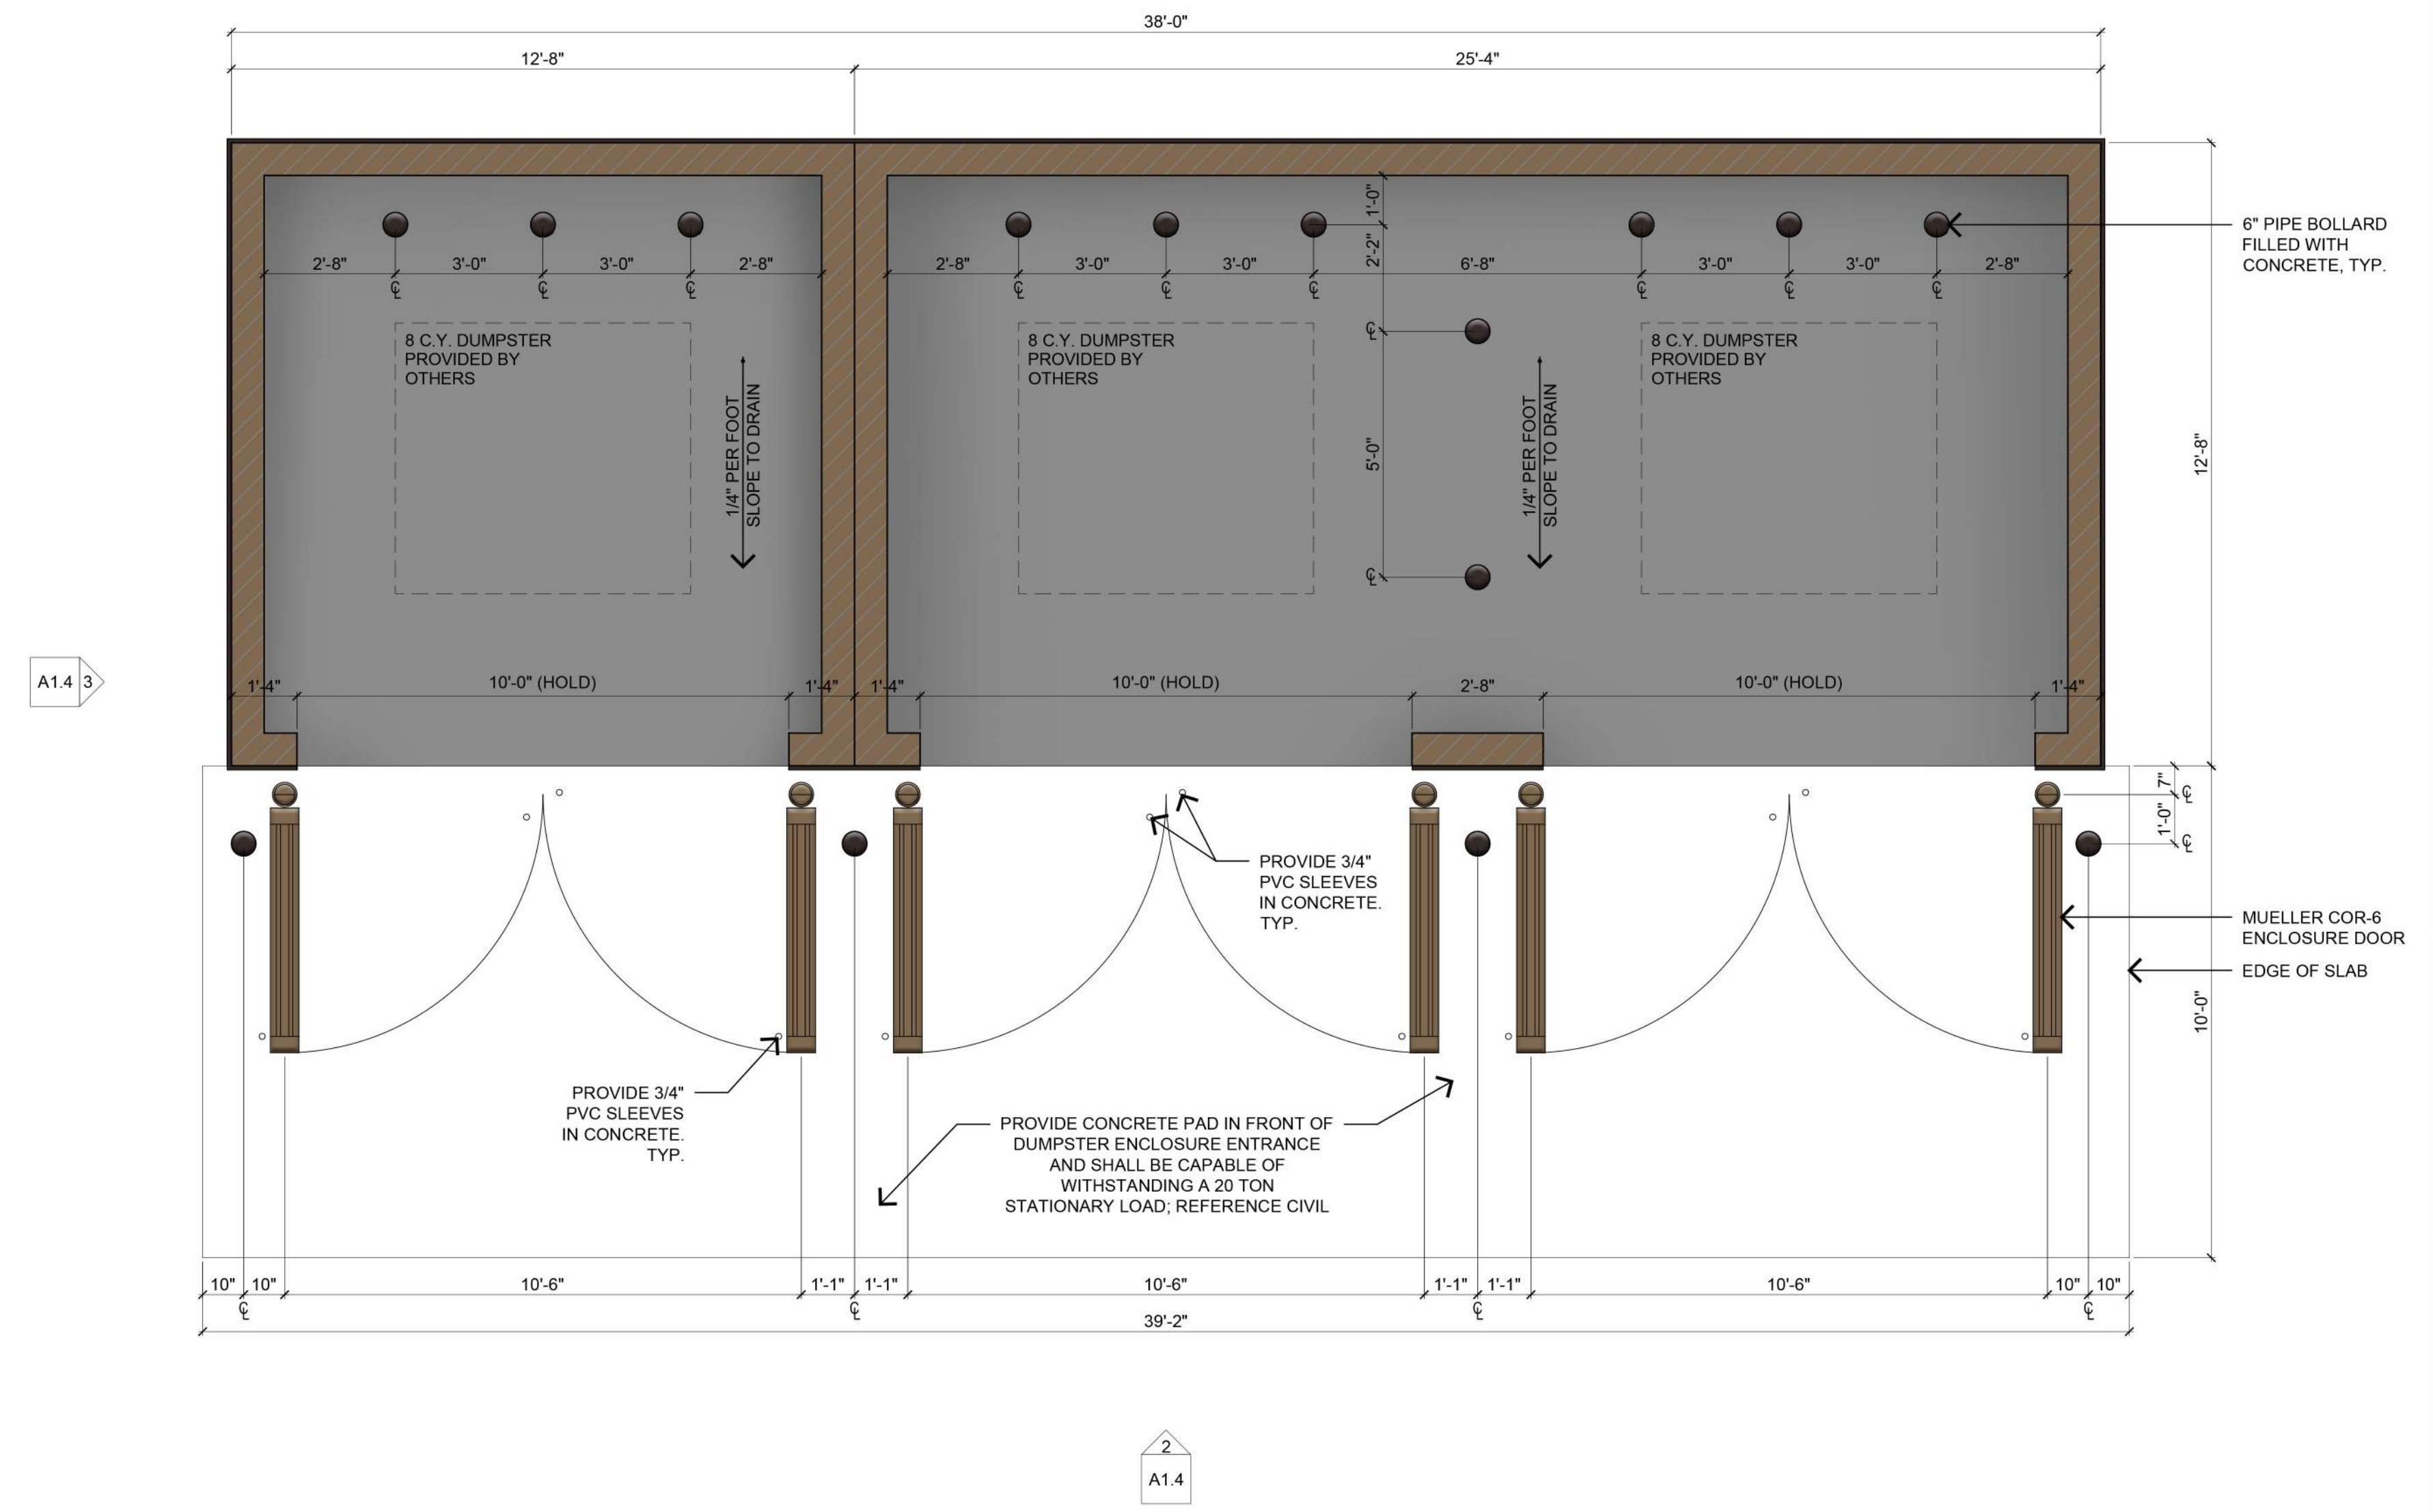 38'-0"
12'-8"
25'-4"
1'-0"
2'-2"
6" PIPE BOLLARD
FILLED WITH
CONCRETE, TYP.
2'-8"
3'-0"
3'-0"
2'-8"
2'-8"
3'-0"
3'-0"
6'-8"
3'-0"
3'-0"
2'-8"
℄
℄
℄
℄
℄
℄
℄
℄
℄
℄
8 C.Y. DUMPSTER
PROVIDED BY
OTHERS
8 C.Y. DUMPSTER
PROVIDED BY
OTHERS
8 C.Y. DUMPSTER
PROVIDED BY
OTHERS
1/4" PER FOOT
SLOPE TO DRAIN
5'-0"
1/4" PER FOOT
SLOPE TO DRAIN
12'-8"
℄
A1.4 3
1'-4"
10'-0" (HOLD)
1'-4"
1'-4"
10'-0" (HOLD)
2'-8"
10'-0" (HOLD)
1'-4"
7"
℄
1'-0"
℄
PROVIDE 3/4"
PVC SLEEVES
IN CONCRETE.
TYP.
MUELLER COR-6
ENCLOSURE DOOR
EDGE OF SLAB
10'-0"
PROVIDE 3/4"
PVC SLEEVES
IN CONCRETE.
TYP.
PROVIDE CONCRETE PAD IN FRONT OF
DUMPSTER ENCLOSURE ENTRANCE
AND SHALL BE CAPABLE OF
WITHSTANDING A 20 TON
STATIONARY LOAD; REFERENCE CIVIL
10"
10"
10'-6"
1'-1"
1'-1"
10'-6"
1'-1"
1'-1"
10'-6"
10"
10"
℄
℄
℄
℄
39'-2"
2
A1.4